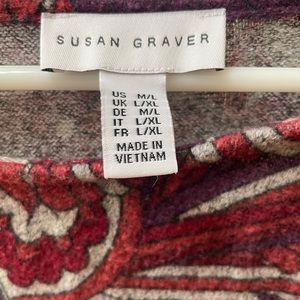 SUSAN GRAVER
US M/L
UK L/XL
DE M/L
IT L/XL
FR L/XL
MADE IN
VIETNAM